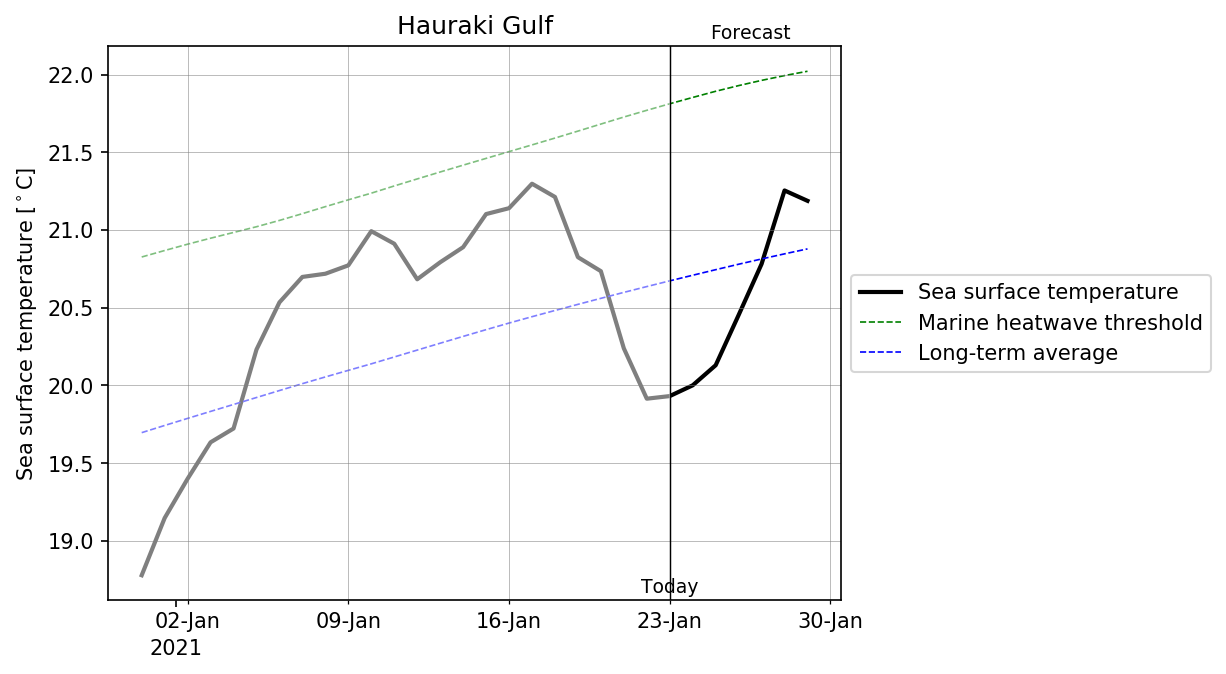 Hauraki Gulf
Forecast
Sea surface temperature [°C]
22.0
21.5
21.0
20.5
20.0
19.5
19.0
Today
02-Jan 09-Jan 16-Jan 23-Jan 30-Jan
2021
Sea surface temperature
Marine heatwave threshold
Long-term average